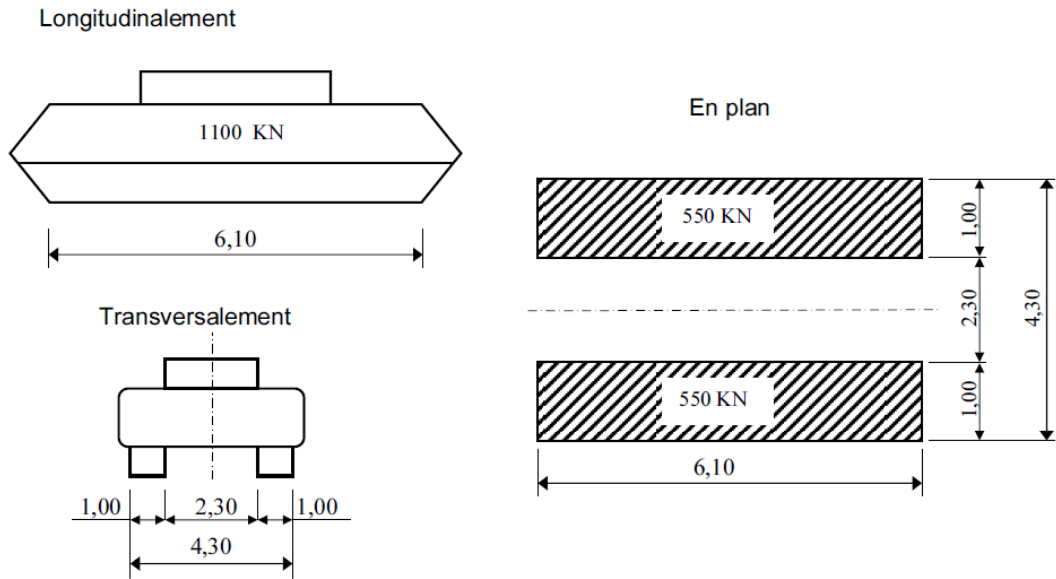 Longitudinalement
1100 KN
6,10
Transversalement
1,00 2,30 1,00
4,30
En plan
550 KN
1,00
2,30
4,30
550 KN
1,00
6,10